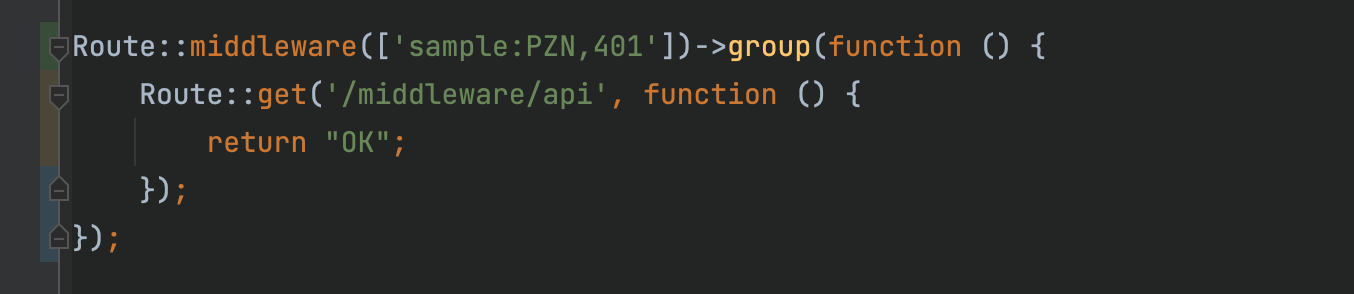 Route::middleware(['sample:PZN,401'])->group(function () {
    Route::get('/middleware/api', function () {
        return "OK";
    });
});